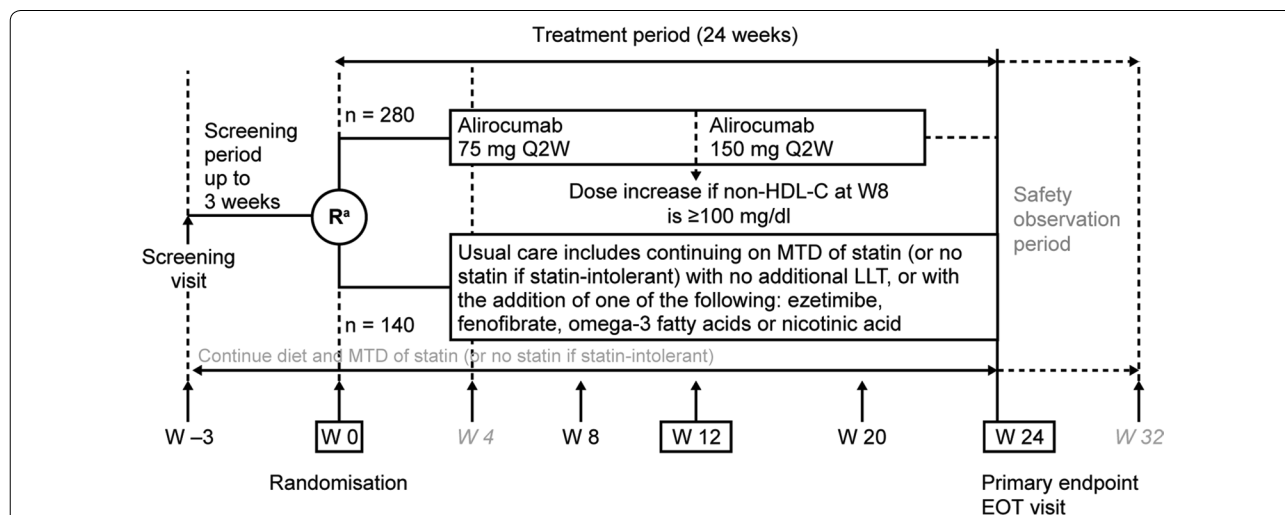 Treatment period (24 weeks)
n = 280
Screening
period
up to
3 weeks
Alirocumab
75 mg Q2W
Alirocumab
150 mg Q2W
Dose increase if non-HDL-C at W8
is ≥100 mg/dl
Rᵃ
Safety
observation
period
Screening
visit
Usual care includes continuing on MTD of statin (or no
statin if statin-intolerant) with no additional LLT, or with
the addition of one of the following: ezetimibe,
fenofibrate, omega-3 fatty acids or nicotinic acid
n = 140
Continue diet and MTD of statin (or no statin if statin-intolerant)
W –3
W 0
W 4
W 8
W 12
W 20
W 24
W 32
Randomisation
Primary endpoint
EOT visit